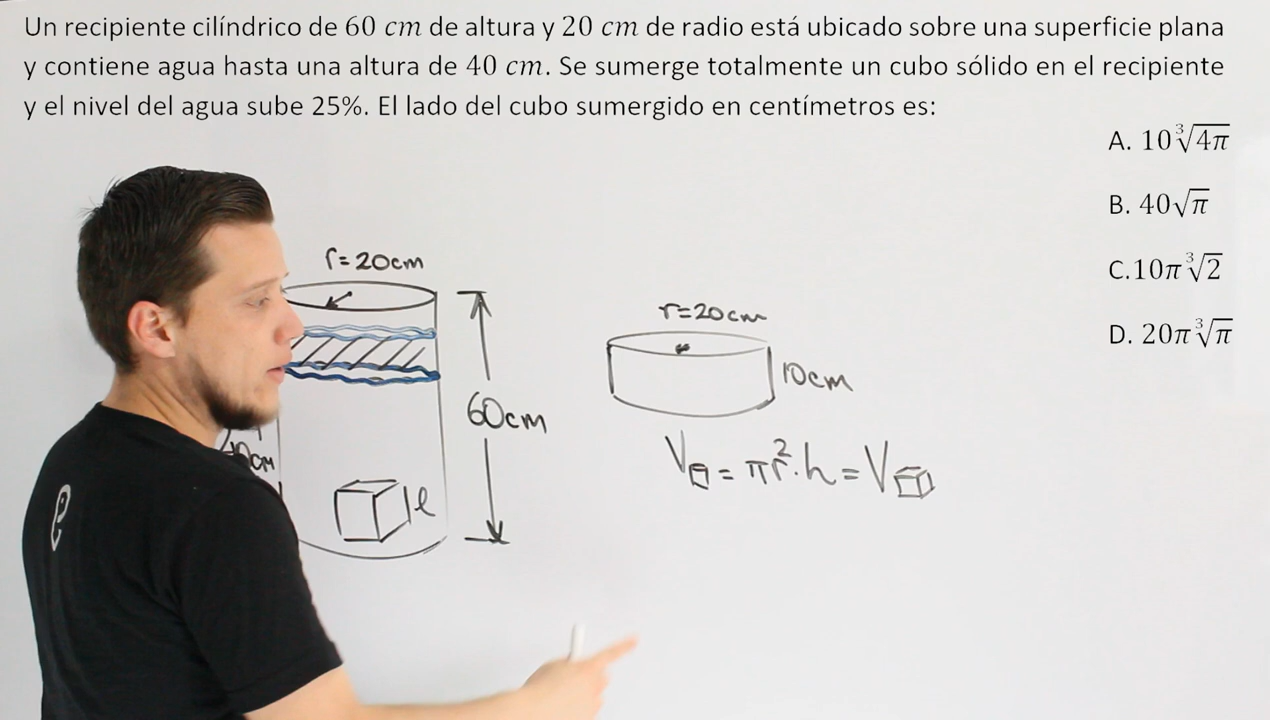 Un recipiente cilíndrico de 60 cm de altura y 20 cm de radio está ubicado sobre una superficie plana
y contiene agua hasta una altura de 40 cm. Se sumerge totalmente un cubo sólido en el recipiente
y el nivel del agua sube 25%. El lado del cubo sumergido en centímetros es:
A. 10∛4π
B. 40√π
C.10π∛2
D. 20π∛π
r=20cm
60cm
l
r=20cm
10cm
V = πr²·h = V
e